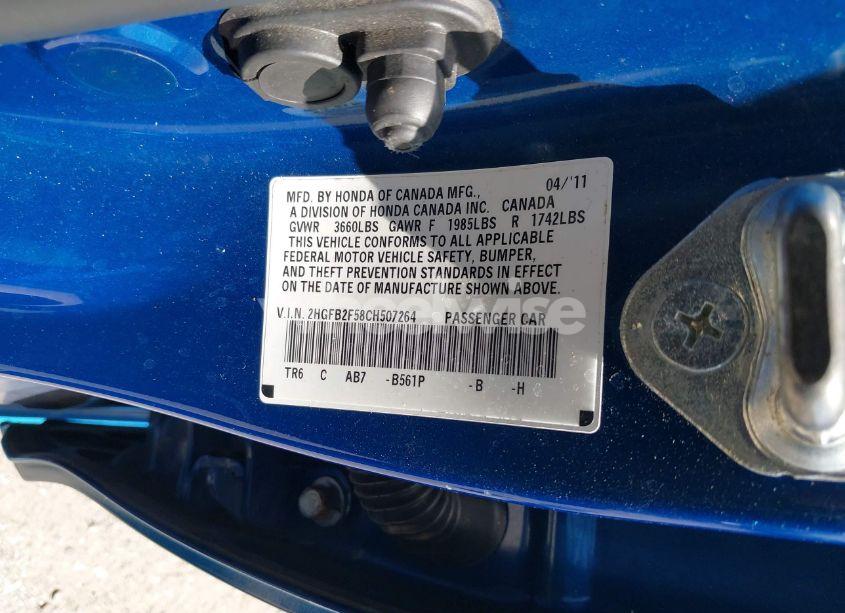 MFD. BY HONDA OF CANADA MFG., 04/'11
A DIVISION OF HONDA CANADA INC. CANADA
GVWR 3660LBS GAWR F 1985LBS R 1742LBS
THIS VEHICLE CONFORMS TO ALL APPLICABLE
FEDERAL MOTOR VEHICLE SAFETY, BUMPER,
AND THEFT PREVENTION STANDARDS IN EFFECT
ON THE DATE OF MANUFACTURE SHOWN ABOVE.
V.I.N. 2HGFB2F58CH507264 PASSENGER CAR
TR6 C AB7 -B561P -B -H